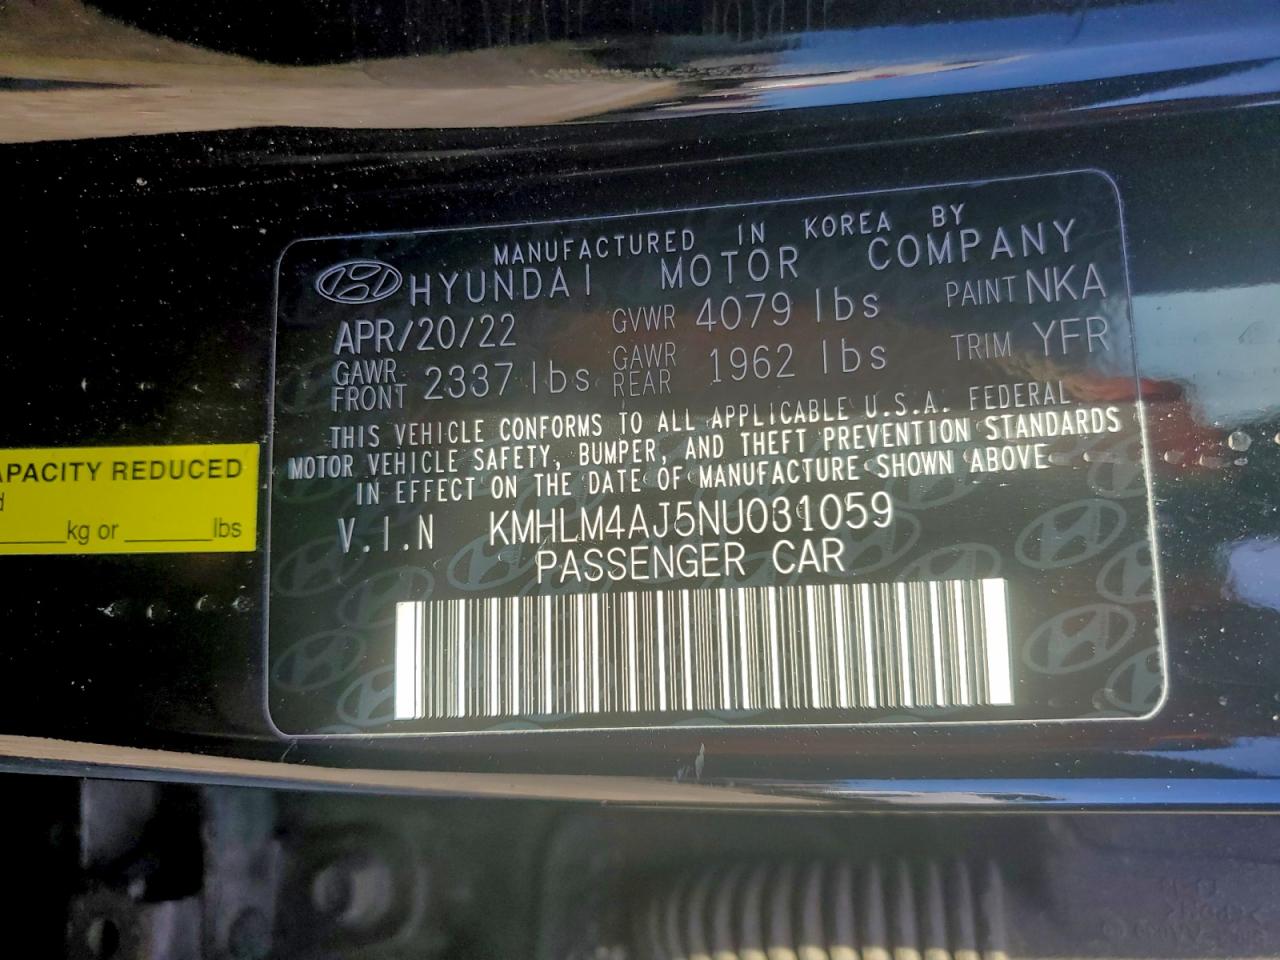 MANUFACTURED IN KOREA BY
HYUNDAI MOTOR COMPANY
APR/20/22 GVWR 4079 lbs PAINT NKA
GAWR FRONT 2337 lbs GAWR REAR 1962 lbs TRIM YFR
THIS VEHICLE CONFORMS TO ALL APPLICABLE U.S.A. FEDERAL
MOTOR VEHICLE SAFETY, BUMPER, AND THEFT PREVENTION STANDARDS
IN EFFECT ON THE DATE OF MANUFACTURE SHOWN ABOVE
V.I.N KMHLM4AJ5NU031059
PASSENGER CAR
APACITY REDUCED
d
____kg or ____lbs